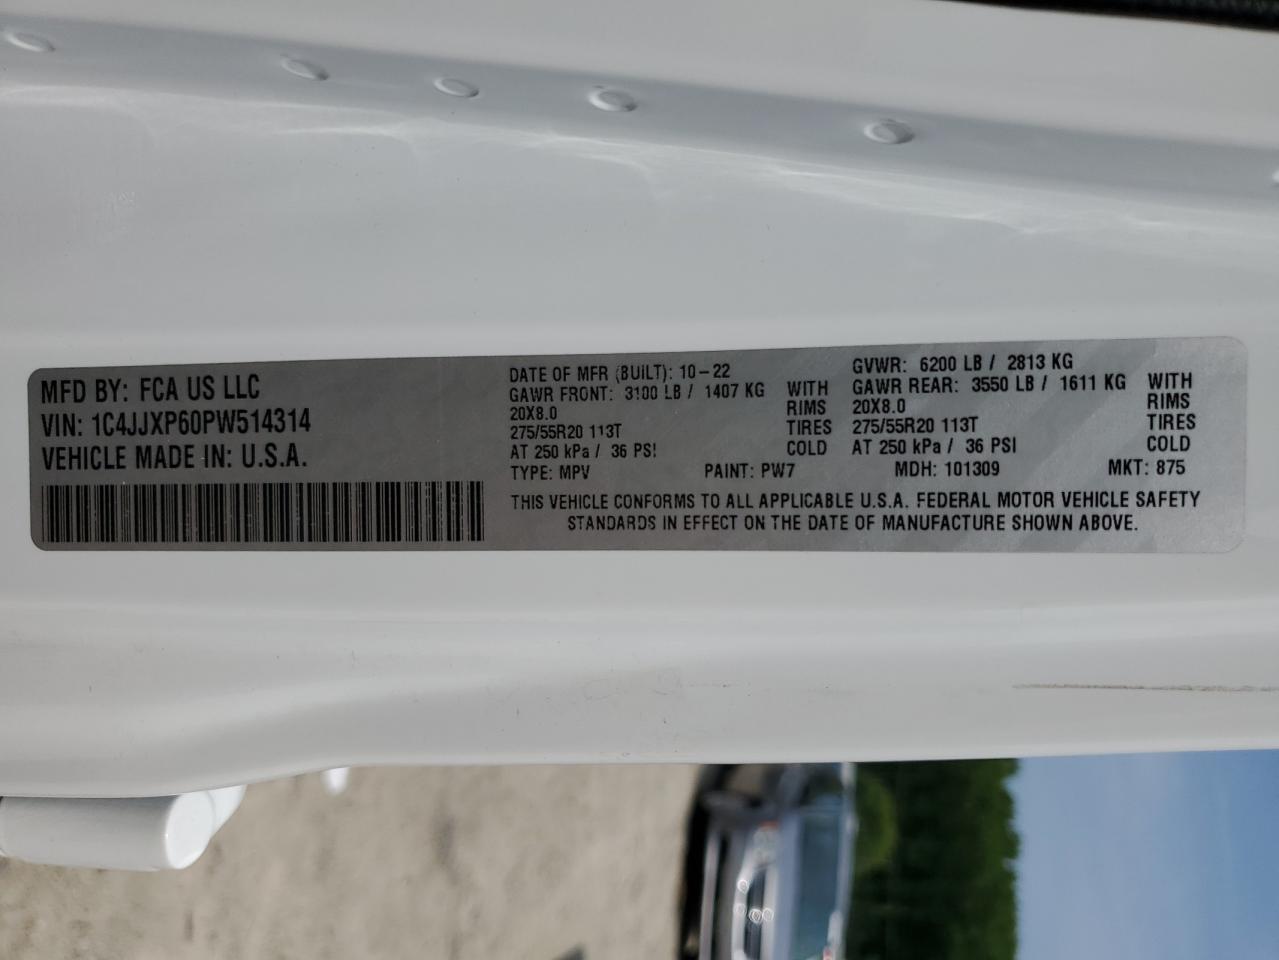 MFD BY: FCA US LLC
VIN: 1C4JJXP60PW514314
VEHICLE MADE IN: U.S.A.
DATE OF MFR (BUILT): 10-22
GAWR FRONT: 3100 LB / 1407 KG WITH
20X8.0 RIMS
275/55R20 113T TIRES
AT 250 kPa / 36 PSI COLD
GVWR: 6200 LB / 2813 KG
GAWR REAR: 3550 LB / 1611 KG WITH
20X8.0 RIMS
275/55R20 113T TIRES
AT 250 kPa / 36 PSI COLD
TYPE: MPV PAINT: PW7 MDH: 101309 MKT: 875
THIS VEHICLE CONFORMS TO ALL APPLICABLE U.S.A. FEDERAL MOTOR VEHICLE SAFETY
STANDARDS IN EFFECT ON THE DATE OF MANUFACTURE SHOWN ABOVE.